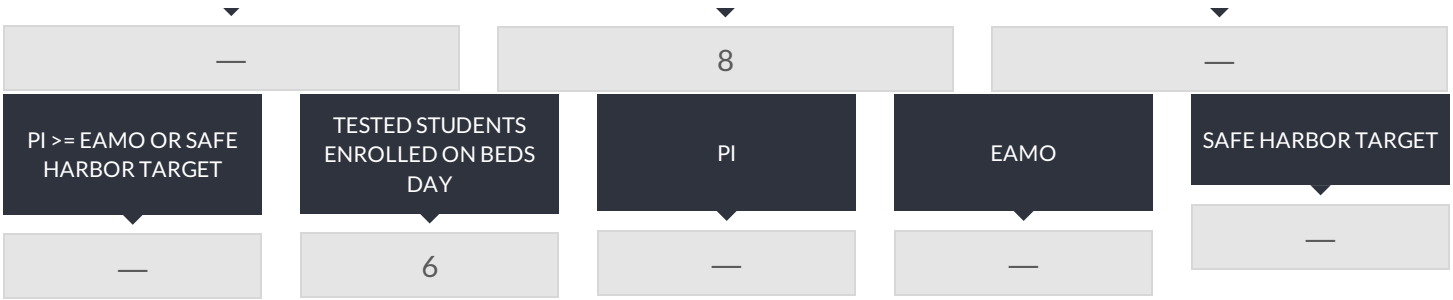 — 8 —
PI >= EAMO OR SAFE
HARBOR TARGET
TESTED STUDENTS
ENROLLED ON BEDS
DAY
PI
EAMO
SAFE HARBOR TARGET
— 6 — — —